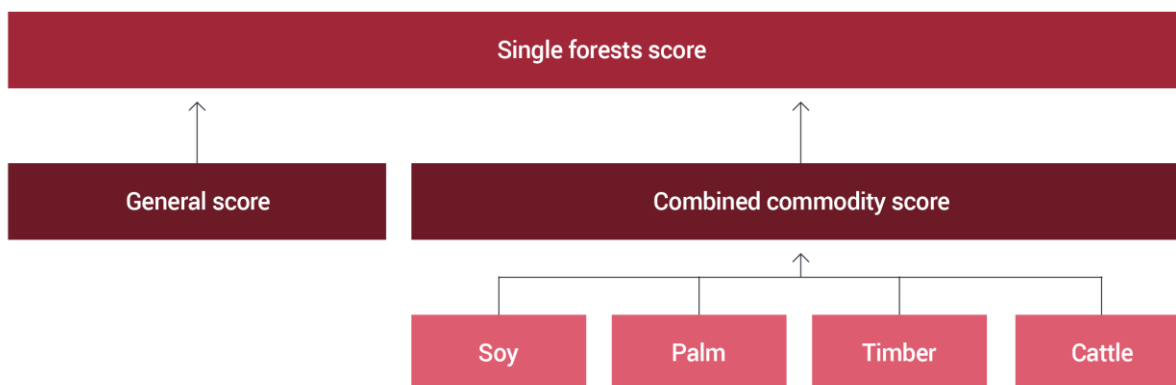 Single forests score
General score
Combined commodity score
Soy
Palm
Timber
Cattle